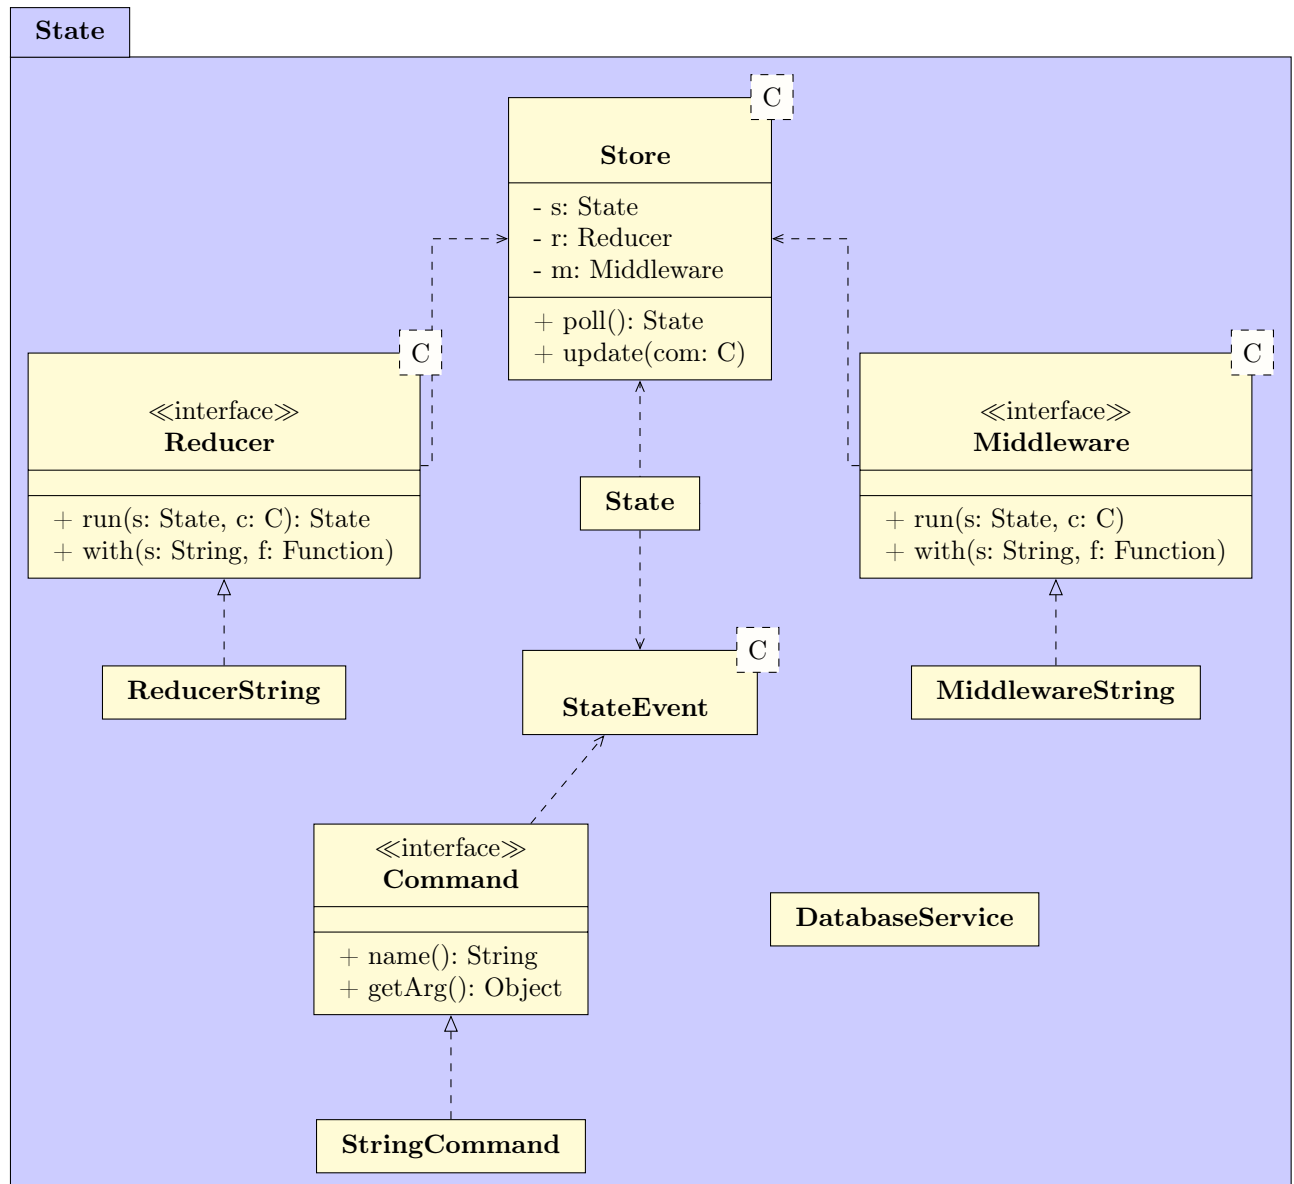 State
C
Store
- s: State
- r: Reducer
- m: Middleware
+ poll(): State
+ update(com: C)
C
≪interface≫
Reducer
+ run(s: State, c: C): State
+ with(s: String, f: Function)
State
C
≪interface≫
Middleware
+ run(s: State, c: C)
+ with(s: String, f: Function)
ReducerString
C
StateEvent
MiddlewareString
≪interface≫
Command
+ name(): String
+ getArg(): Object
DatabaseService
StringCommand